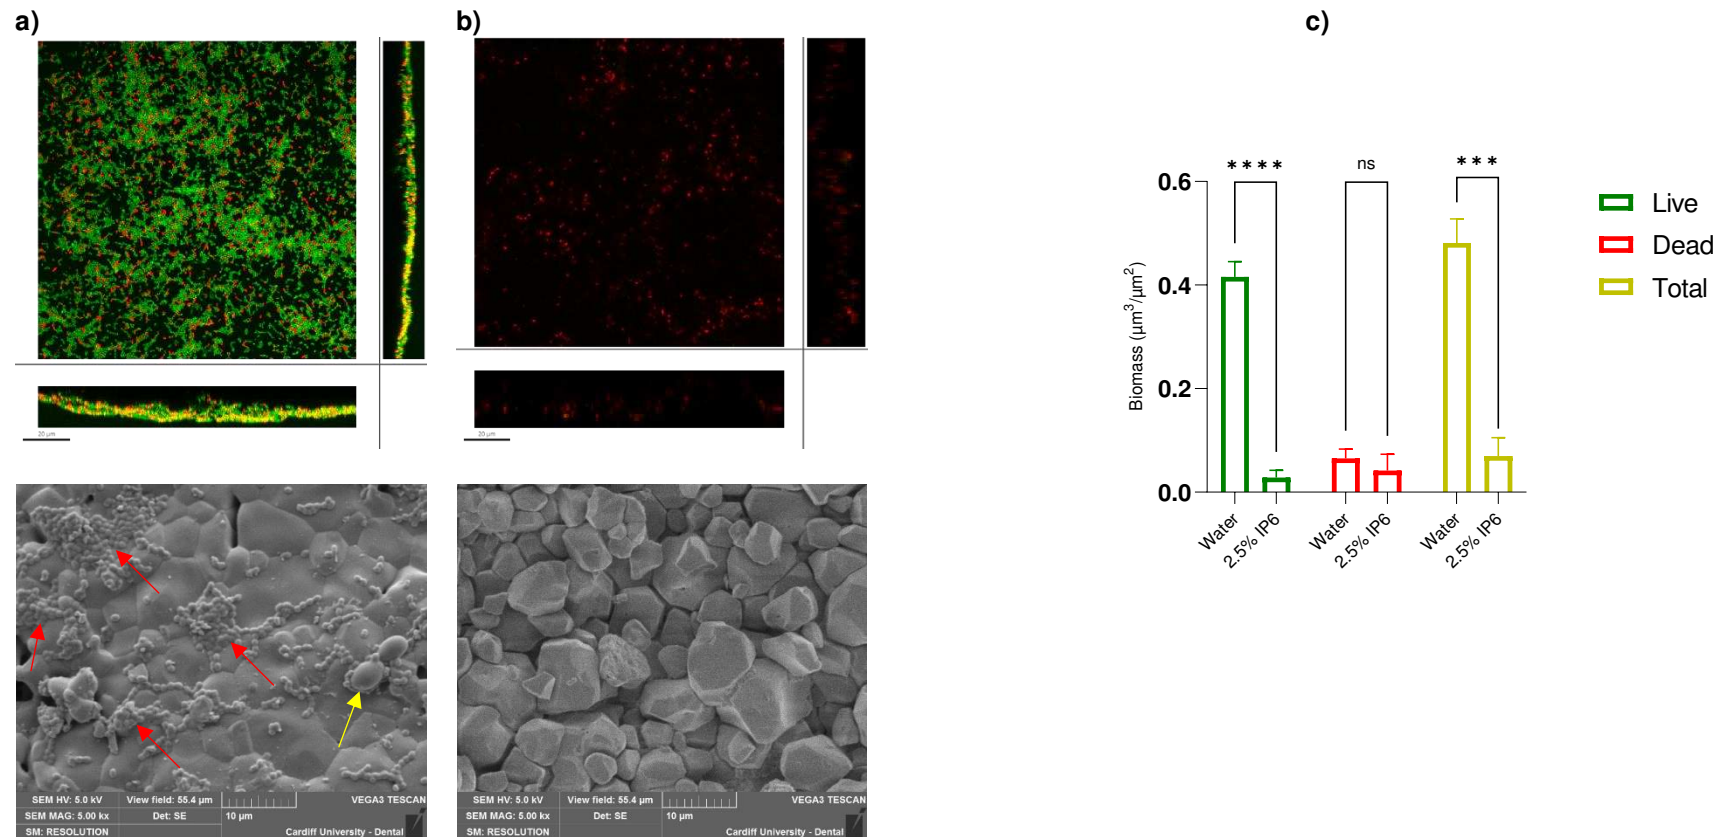 a)
b)
c)
20 μm
20 μm
SEM HV: 5.0 kV
View field: 55.4 μm
VEGA3 TESCAN
SEM MAG: 5.00 kx
Det: SE
10 μm
SM: RESOLUTION
Cardiff University - Dental
SEM HV: 5.0 kV
View field: 55.4 μm
VEGA3 TESCAN
SEM MAG: 5.00 kx
Det: SE
10 μm
SM: RESOLUTION
Cardiff University - Dental
**** ns ***
0.6
0.4
0.2
0.0
Biomass (μm³/μm²)
Water
2.5% IP6
Water
2.5% IP6
Water
2.5% IP6
Live
Dead
Total